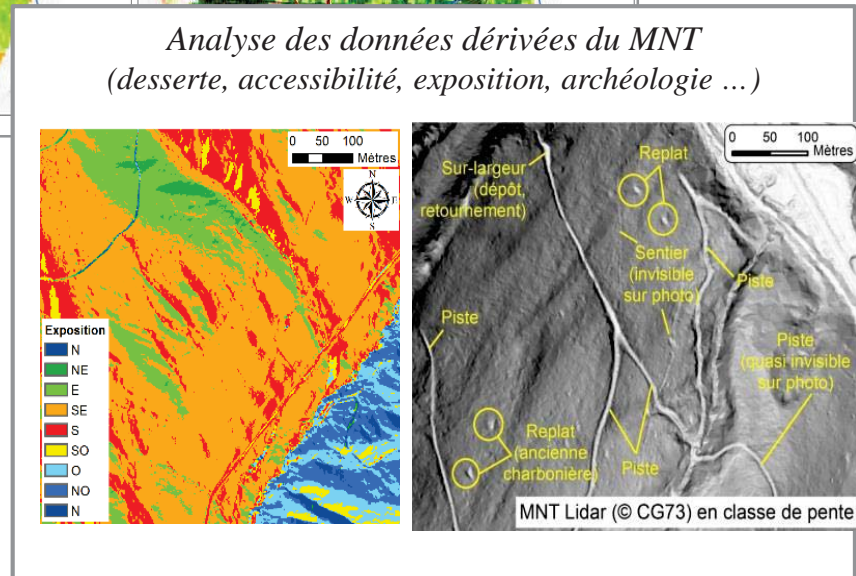 Analyse des données dérivées du MNT
(desserte, accessibilité, exposition, archéologie ...)
0 50 100
Mètres
N
W E
S
Exposition
N
NE
E
SE
S
SO
O
NO
N
0 50 100
Mètres
Sur-largeur
(dépôt,
retournement)
Replat
Sentier
(invisible
sur photo)
Piste
Piste
Piste
(quasi invisible
sur photo)
Replat
(ancienne
charbonière)
Piste
MNT Lidar (© CG73) en classe de pente